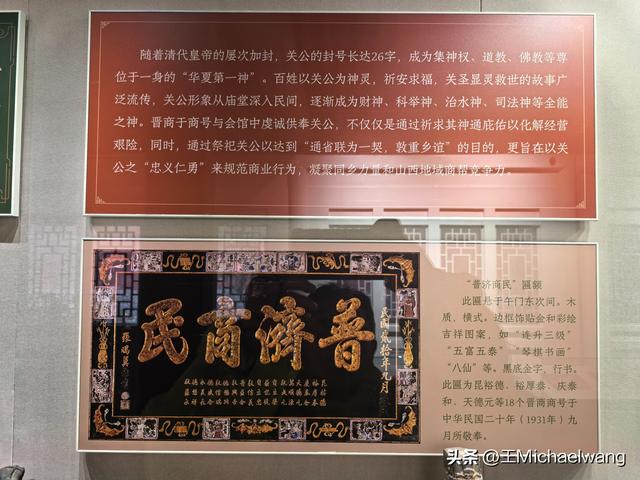 随着清代皇帝的屡次加封，关公的封号长达26字，成为集神权、道教、佛教等尊
位于一身的“华夏第一神”。百姓以关公为神灵，祈安求福，关圣显灵救世的故事广
泛流传，关公形象从庙堂深入民间，逐渐成为财神、科举神、治水神、司法神等全能
之神。晋商于商号与会馆中虔诚供奉关公，不仅仅是通过祈求其神通庇佑以化解经营
艰险，同时，通过祭祀关公以达到“通省联为一契，敦重乡谊”的目的，更旨在以关
公之“忠义仁勇”来规范商业行为，凝聚同乡力量和山西地域商帮竞争力。
民國貳拾年九月
普濟商民
張瑞
“普济商民”匾额
此匾悬于午门东次间。木
质，横式。边框饰贴金和彩绘
吉祥图案，如“连升三级”
“五富五泰”“琴棋书画”
“八仙”等。黑底金字，行书。
此匾为昆裕德、裕厚泰、庆泰
和、天德元等18个晋商商号于
中华民国二十年（1931年）九
月所敬奉。
头条@王Michaelwang